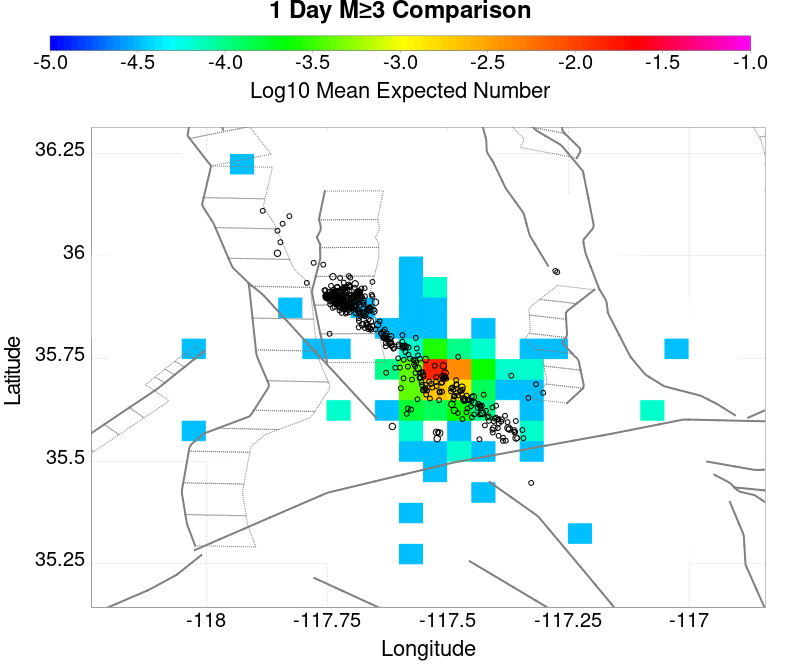 1 Day M≥3 Comparison
-5.0 -4.5 -4.0 -3.5 -3.0 -2.5 -2.0 -1.5 -1.0
Log10 Mean Expected Number
36.25
36
35.75
35.5
35.25
Latitude
-118 -117.75 -117.5 -117.25 -117
Longitude